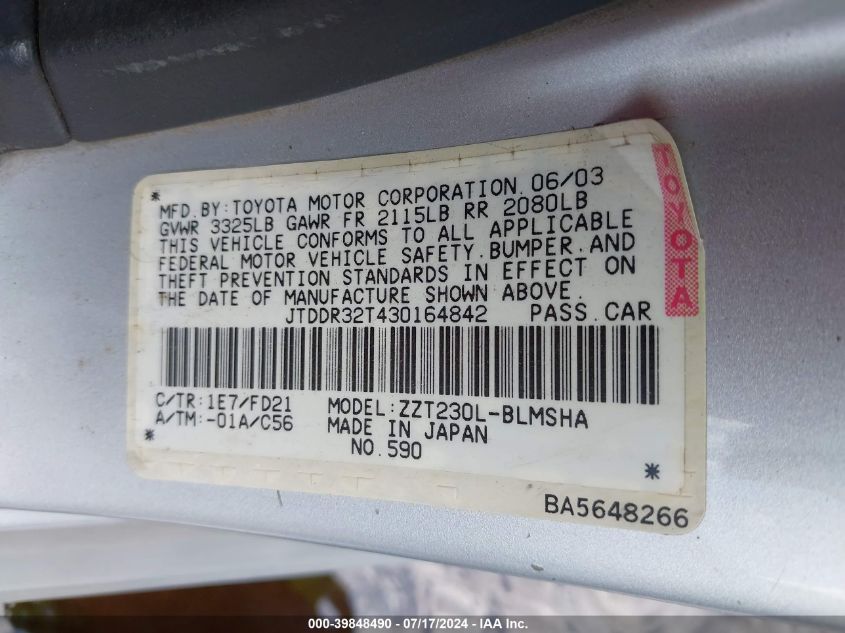 MFD.BY:TOYOTA MOTOR CORPORATION 06/03
GVWR 3325LB GAWR FR 2115LB RR 2080LB
THIS VEHICLE CONFORMS TO ALL APPLICABLE
FEDERAL MOTOR VEHICLE SAFETY.BUMPER.AND
THEFT PREVENTION STANDARDS IN EFFECT ON
THE DATE OF MANUFACTURE SHOWN ABOVE.
JTDDR32T430164842 PASS.CAR
TOYOTA
C/TR:1E7/FD21 MODEL:ZZT230L-BLMSHA
A/TM:-01A/C56 MADE IN JAPAN
NO.590
BA5648266
000-39848490 - 07/17/2024 - IAA Inc.